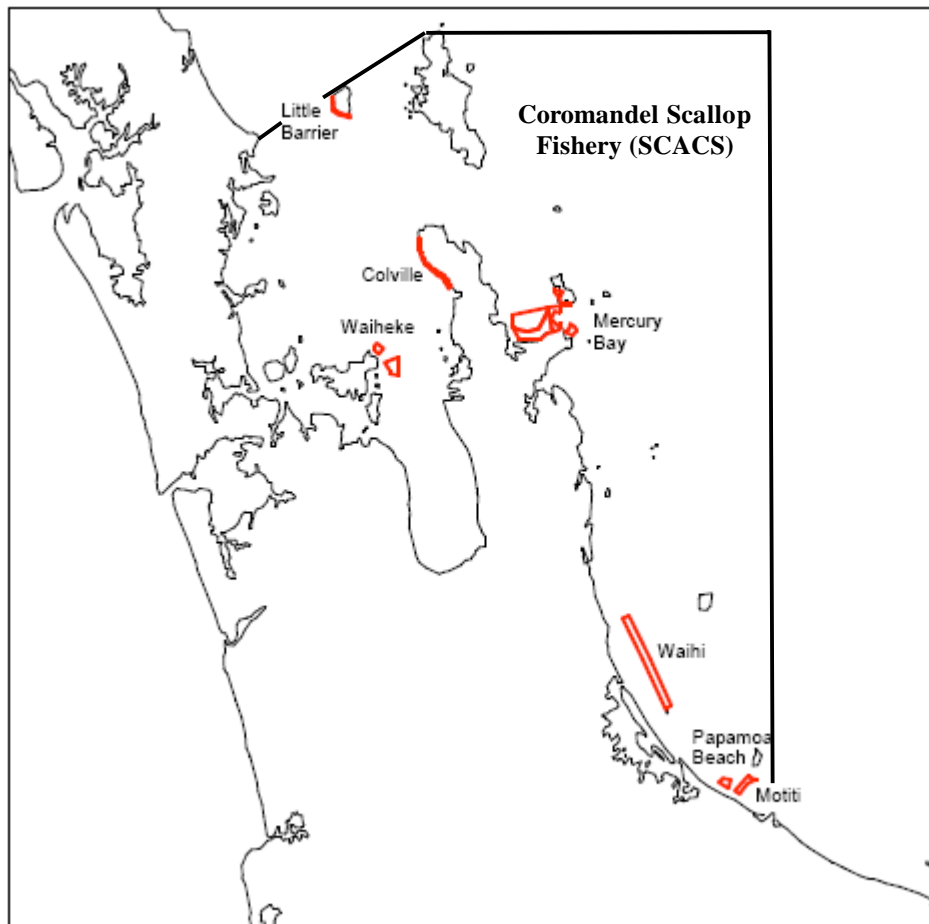 Coromandel Scallop
Fishery (SCACS)
Little
Barrier
Colville
Waiheke
Mercury
Bay
Waihi
Papamoa
Beach
Motiti